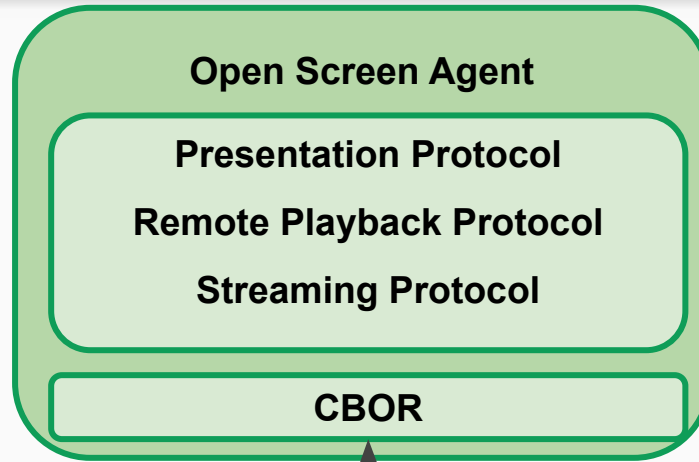 Open Screen Agent
Presentation Protocol
Remote Playback Protocol
Streaming Protocol
CBOR